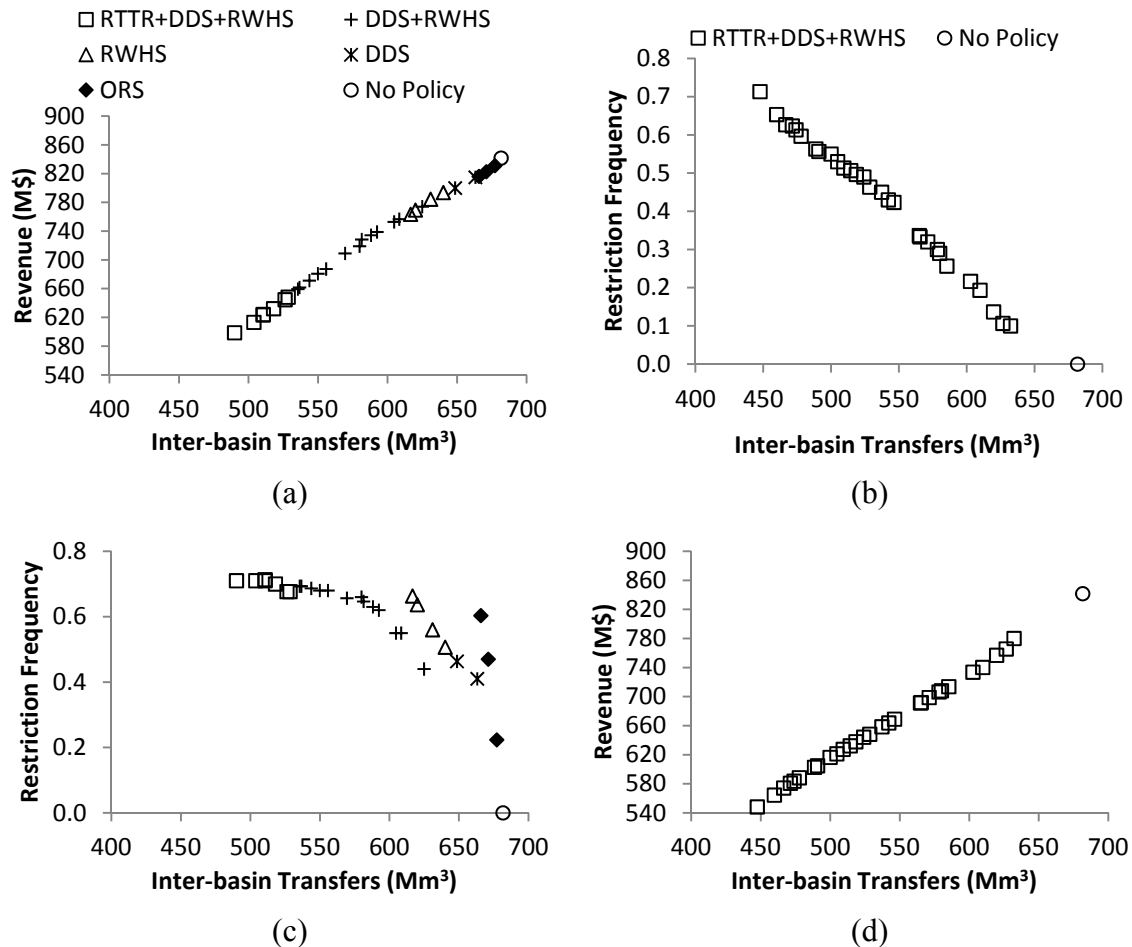 RTTR+DDS+RWHS DDS+RWHS
RWHS DDS
ORS No Policy
900
860
820
780
740
700
660
620
580
540
Revenue (M$)
400 450 500 550 600 650 700
Inter-basin Transfers (Mm³)
(a)
RTTR+DDS+RWHS No Policy
0.8
0.7
0.6
0.5
0.4
0.3
0.2
0.1
0.0
Restriction Frequency
400 450 500 550 600 650 700
Inter-basin Transfers (Mm³)
(b)
0.8
0.6
0.4
0.2
0.0
Restriction Frequency
400 450 500 550 600 650 700
Inter-basin Transfers (Mm³)
(c)
900
860
820
780
740
700
660
620
580
540
Revenue (M$)
400 450 500 550 600 650 700
Inter-basin Transfers (Mm³)
(d)